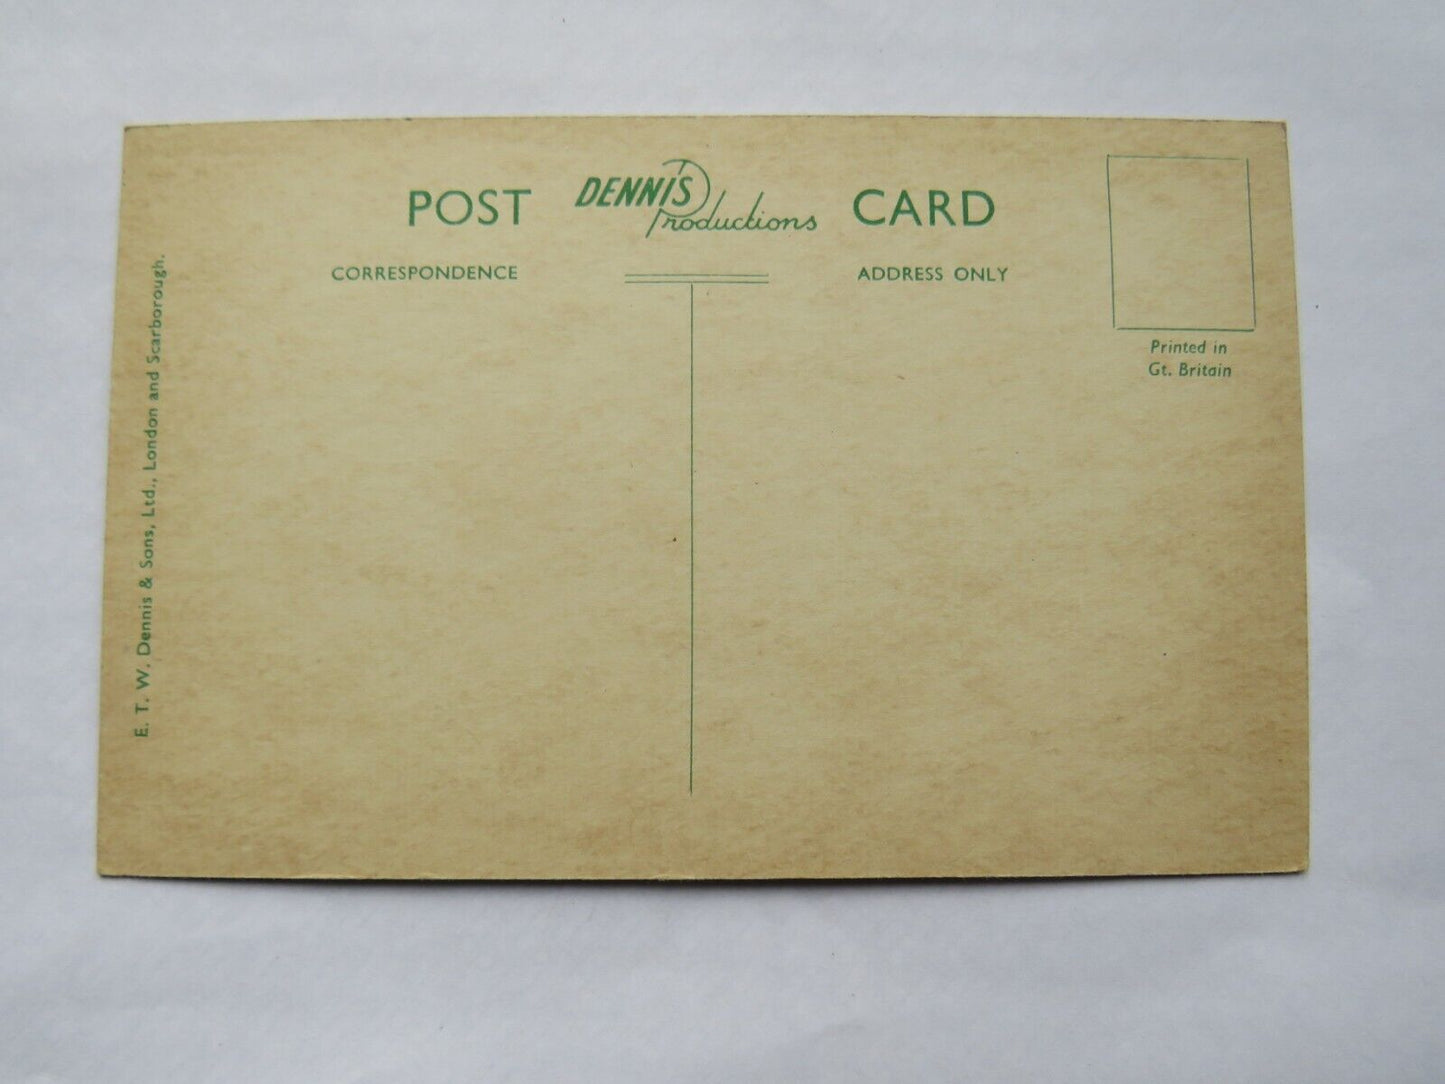 POST DENNIS Productions CARD
CORRESPONDENCE
ADDRESS ONLY
Printed in
Gt. Britain
E. T. W. Dennis & Sons, Ltd., London and Scarborough.